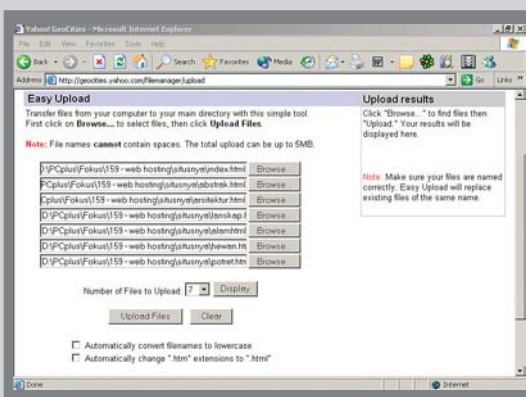 Yahoo! GeoCities - Microsoft Internet Explorer
File Edit View Favorites Tools Help
Back Search Favorites Media
Address http://geocities.yahoo.com/filemanager/upload Go Links »
Easy Upload
Transfer files from your computer to your main directory with this simple tool.
First click on Browse... to select files, then click Upload Files.
Note: File names cannot contain spaces. The total upload can be up to 5MB.
D:\PCplus\Fokus\159 - web hosting\situsnya\index.html Browse...
PCplus\Fokus\159 - web hosting\situsnya\abstrak.html Browse...
Cplus\Fokus\159 - web hosting\situsnya\arsitektur.html Browse...
D:\PCplus\Fokus\159 - web hosting\situsnya\lanskap.h Browse...
D:\PCplus\Fokus\159 - web hosting\situsnya\alamhtml Browse...
D:\PCplus\Fokus\159 - web hosting\situsnya\hewan.ht Browse...
D:\PCplus\Fokus\159 - web hosting\situsnya\potret.htm Browse...
Number of Files to Upload: 7 Display
Upload Files Clear
Automatically convert filenames to lowercase
Automatically change ".htm" extensions to ".html"
Upload results
Click "Browse..." to find files then
"Upload." Your results will be
displayed here.
Note: Make sure your files are named
correctly. Easy Upload will replace
existing files of the same name.
Done Internet